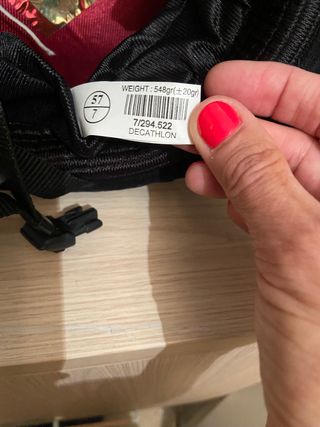 57
7
WEIGHT : 548gr(±20gr)
7/294.522
DECATHLON